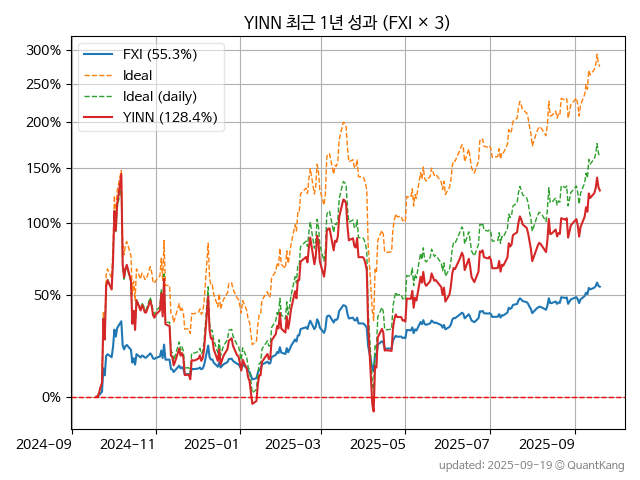 YINN 최근 1년 성과 (FXI × 3)
FXI (55.3%)
Ideal
Ideal (daily)
YINN (128.4%)
300%
250%
200%
150%
100%
50%
0%
2024-09 2024-11 2025-01 2025-03 2025-05 2025-07 2025-09
updated: 2025-09-19 © QuantKang